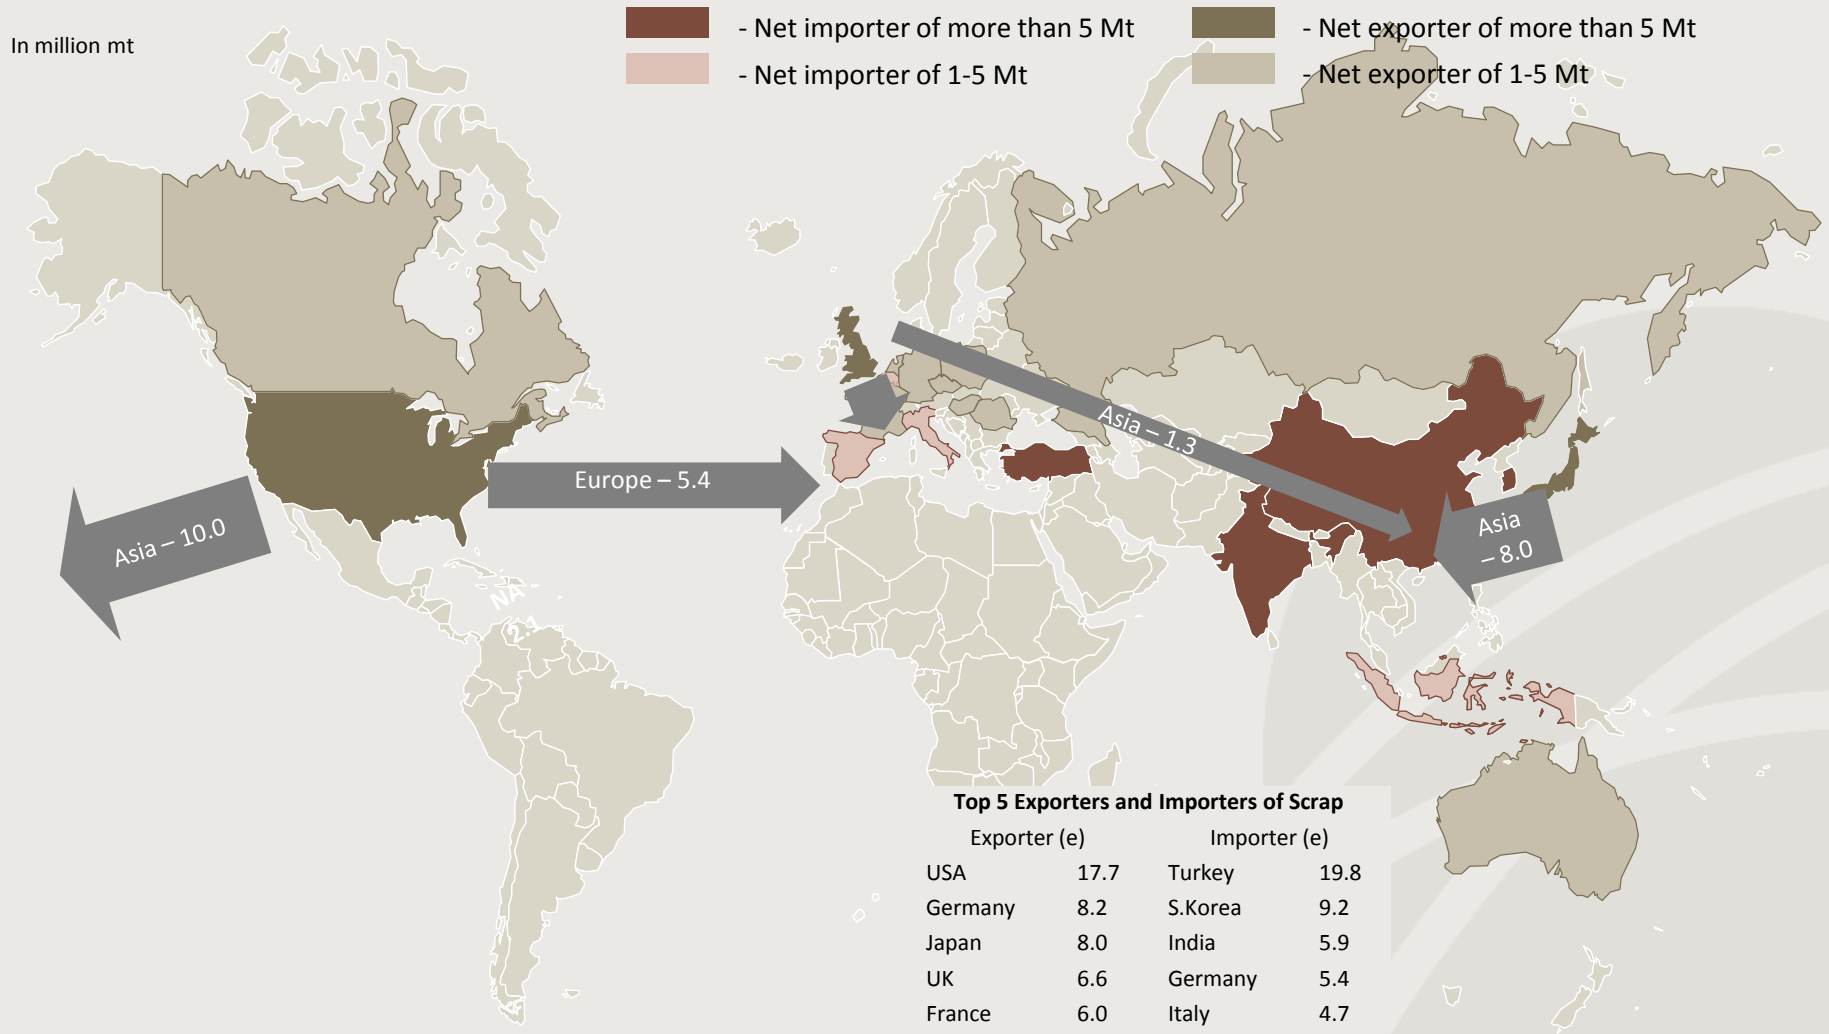 In million mt
- Net importer of more than 5 Mt
- Net exporter of more than 5 Mt
- Net importer of 1-5 Mt
- Net exporter of 1-5 Mt
Asia – 1.3
Europe – 5.4
Asia – 10.0
Asia
– 8.0
NA
2.1
Top 5 Exporters and Importers of Scrap
Exporter (e) Importer (e)
USA 17.7 Turkey 19.8
Germany 8.2 S.Korea 9.2
Japan 8.0 India 5.9
UK 6.6 Germany 5.4
France 6.0 Italy 4.7